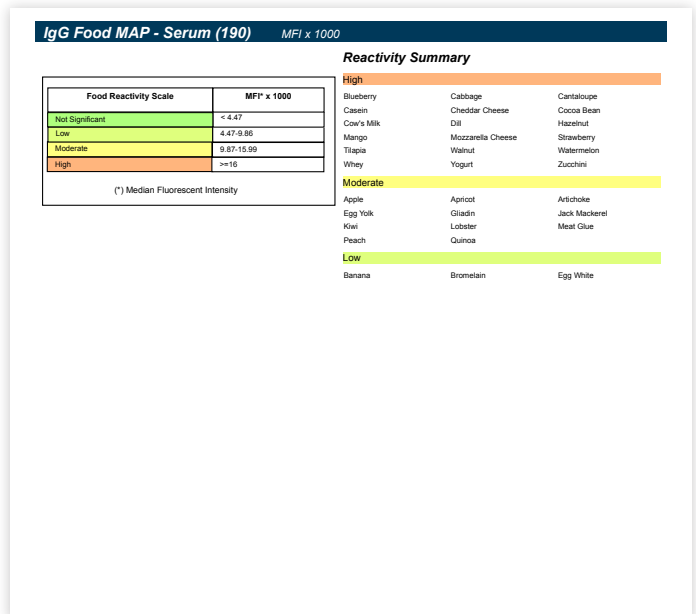 IgG Food MAP - Serum (190) MFI x 1000
Food Reactivity Scale MFI* x 1000
Not Significant < 4.47
Low 4.47-9.86
Moderate 9.87-15.99
High >=16
(*) Median Fluorescent Intensity
Reactivity Summary
High
Blueberry Cabbage Cantaloupe
Casein Cheddar Cheese Cocoa Bean
Cow's Milk Dill Hazelnut
Mango Mozzarella Cheese Strawberry
Tilapia Walnut Watermelon
Whey Yogurt Zucchini
Moderate
Apple Apricot Artichoke
Egg Yolk Gliadin Jack Mackerel
Kiwi Lobster Meat Glue
Peach Quinoa
Low
Banana Bromelain Egg White